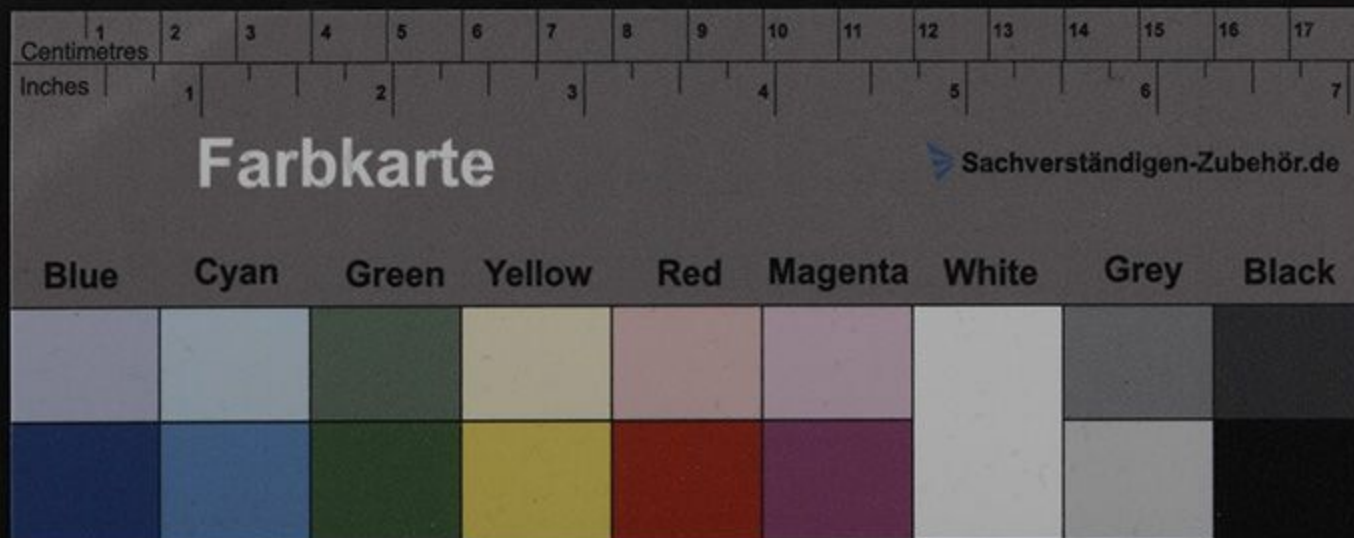 1 2 3 4 5 6 7 8 9 10 11 12 13 14 15 16 17
Centimetres
Inches
1 2 3 4 5 6 7
Farbkarte
Sachverständigen-Zubehör.de
Blue Cyan Green Yellow Red Magenta White Grey Black